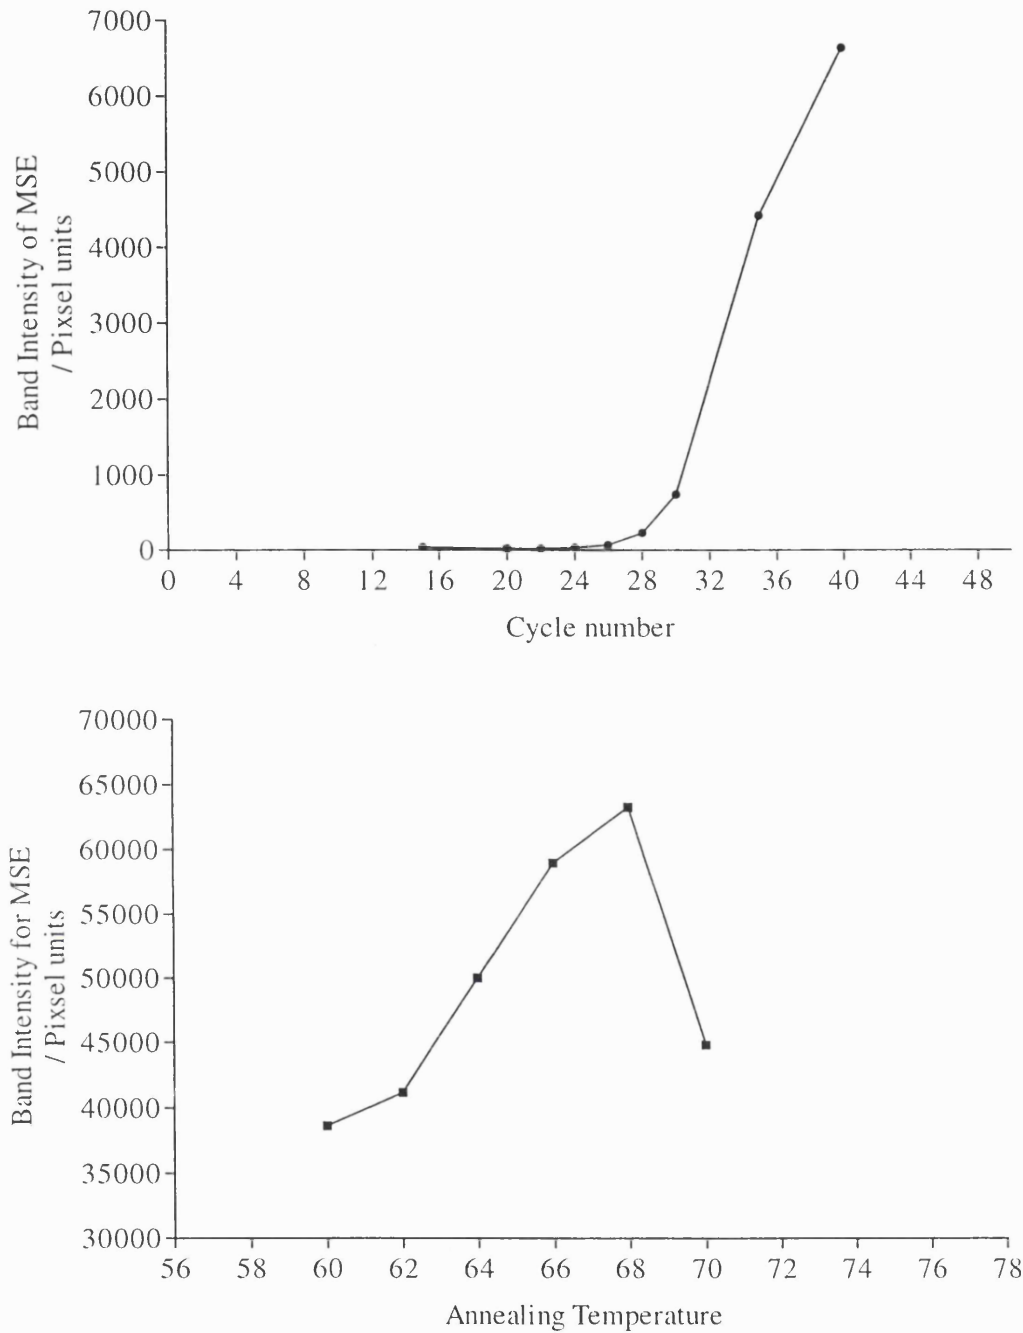 7000
6000
5000
4000
3000
2000
1000
0
Band Intensity of MSE
/ Pixsel units
0 4 8 12 16 20 24 28 32 36 40 44 48
Cycle number
70000
65000
60000
55000
50000
45000
40000
35000
30000
Band Intensity for MSE
/ Pixsel units
56 58 60 62 64 66 68 70 72 74 76 78
Annealing Temperature